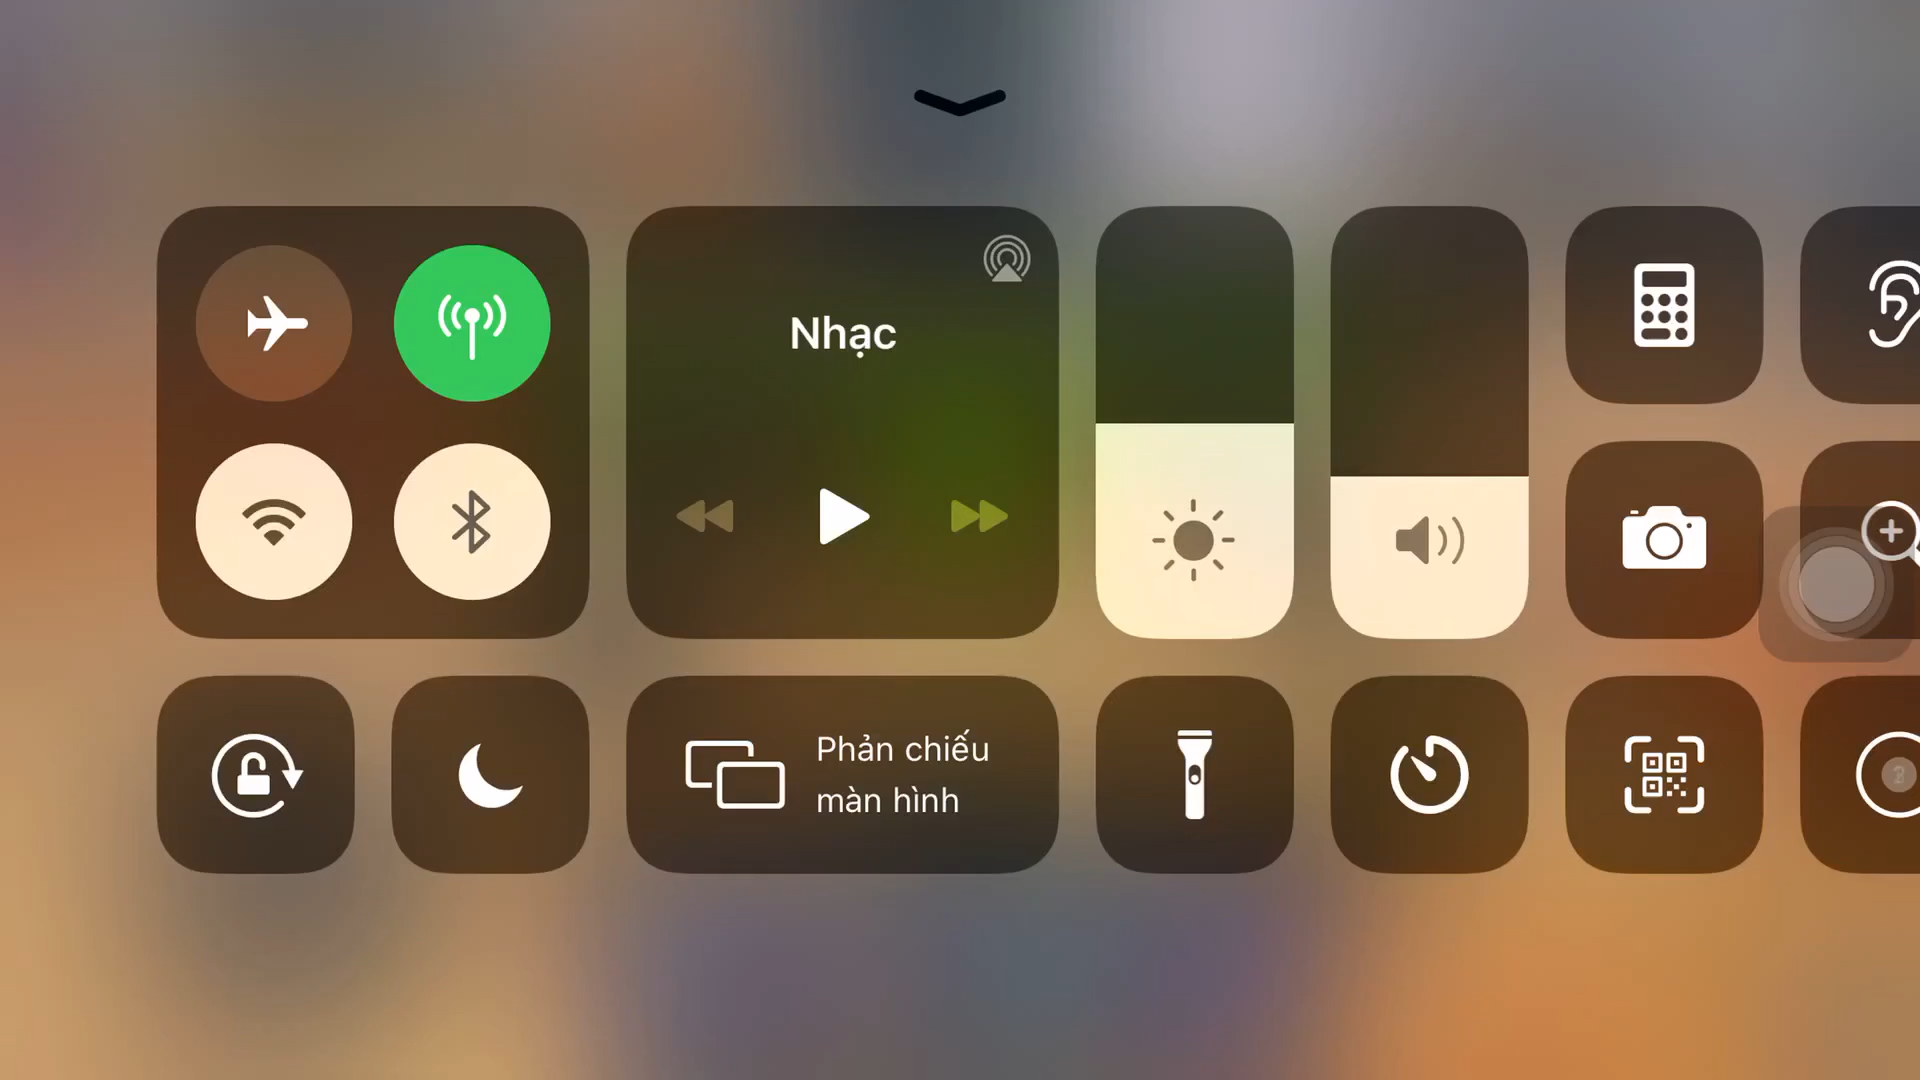 Nhạc
Phản chiếu
màn hình